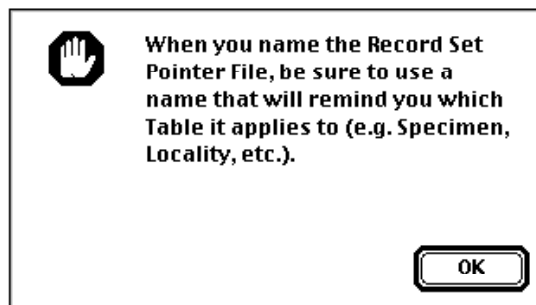 When you name the Record Set
Pointer File, be sure to use a
name that will remind you which
Table it applies to (e.g. Specimen,
Locality, etc.).
OK